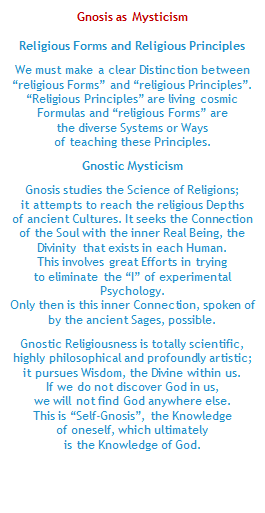 Gnosis as Mysticism
Religious Forms and Religious Principles
We must make a clear Distinction between
“religious Forms” and “religious Principles”.
“Religious Principles” are living cosmic
Formulas and “religious Forms” are
the diverse Systems or Ways
of teaching these Principles.
Gnostic Mysticism
Gnosis studies the Science of Religions;
it attempts to reach the religious Depths
of ancient Cultures. It seeks the Connection
of the Soul with the inner Real Being, the
Divinity that exists in each Human.
This involves great Efforts in trying
to eliminate the “I” of experimental
Psychology.
Only then is this inner Connection, spoken of
by the ancient Sages, possible.
Gnostic Religiousness is totally scientific,
highly philosophical and profoundly artistic;
it pursues Wisdom, the Divine within us.
If we do not discover God in us,
we will not find God anywhere else.
This is “Self-Gnosis”, the Knowledge
of oneself, which ultimately
is the Knowledge of God.